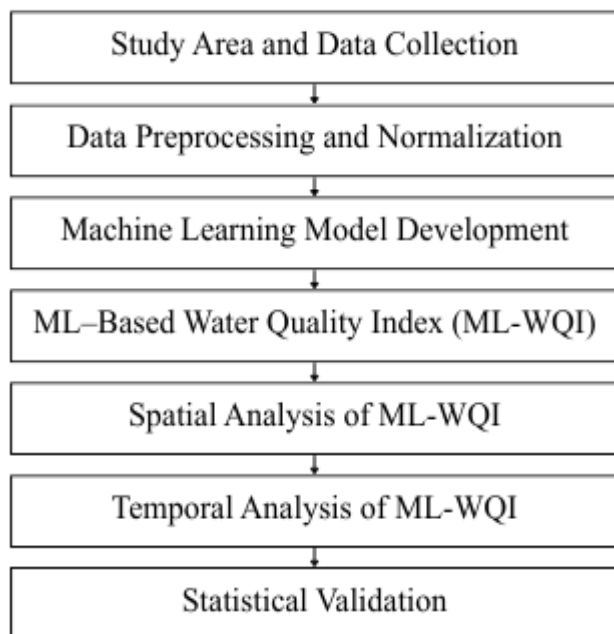 Study Area and Data Collection
Data Preprocessing and Normalization
Machine Learning Model Development
ML–Based Water Quality Index (ML-WQI)
Spatial Analysis of ML-WQI
Temporal Analysis of ML-WQI
Statistical Validation